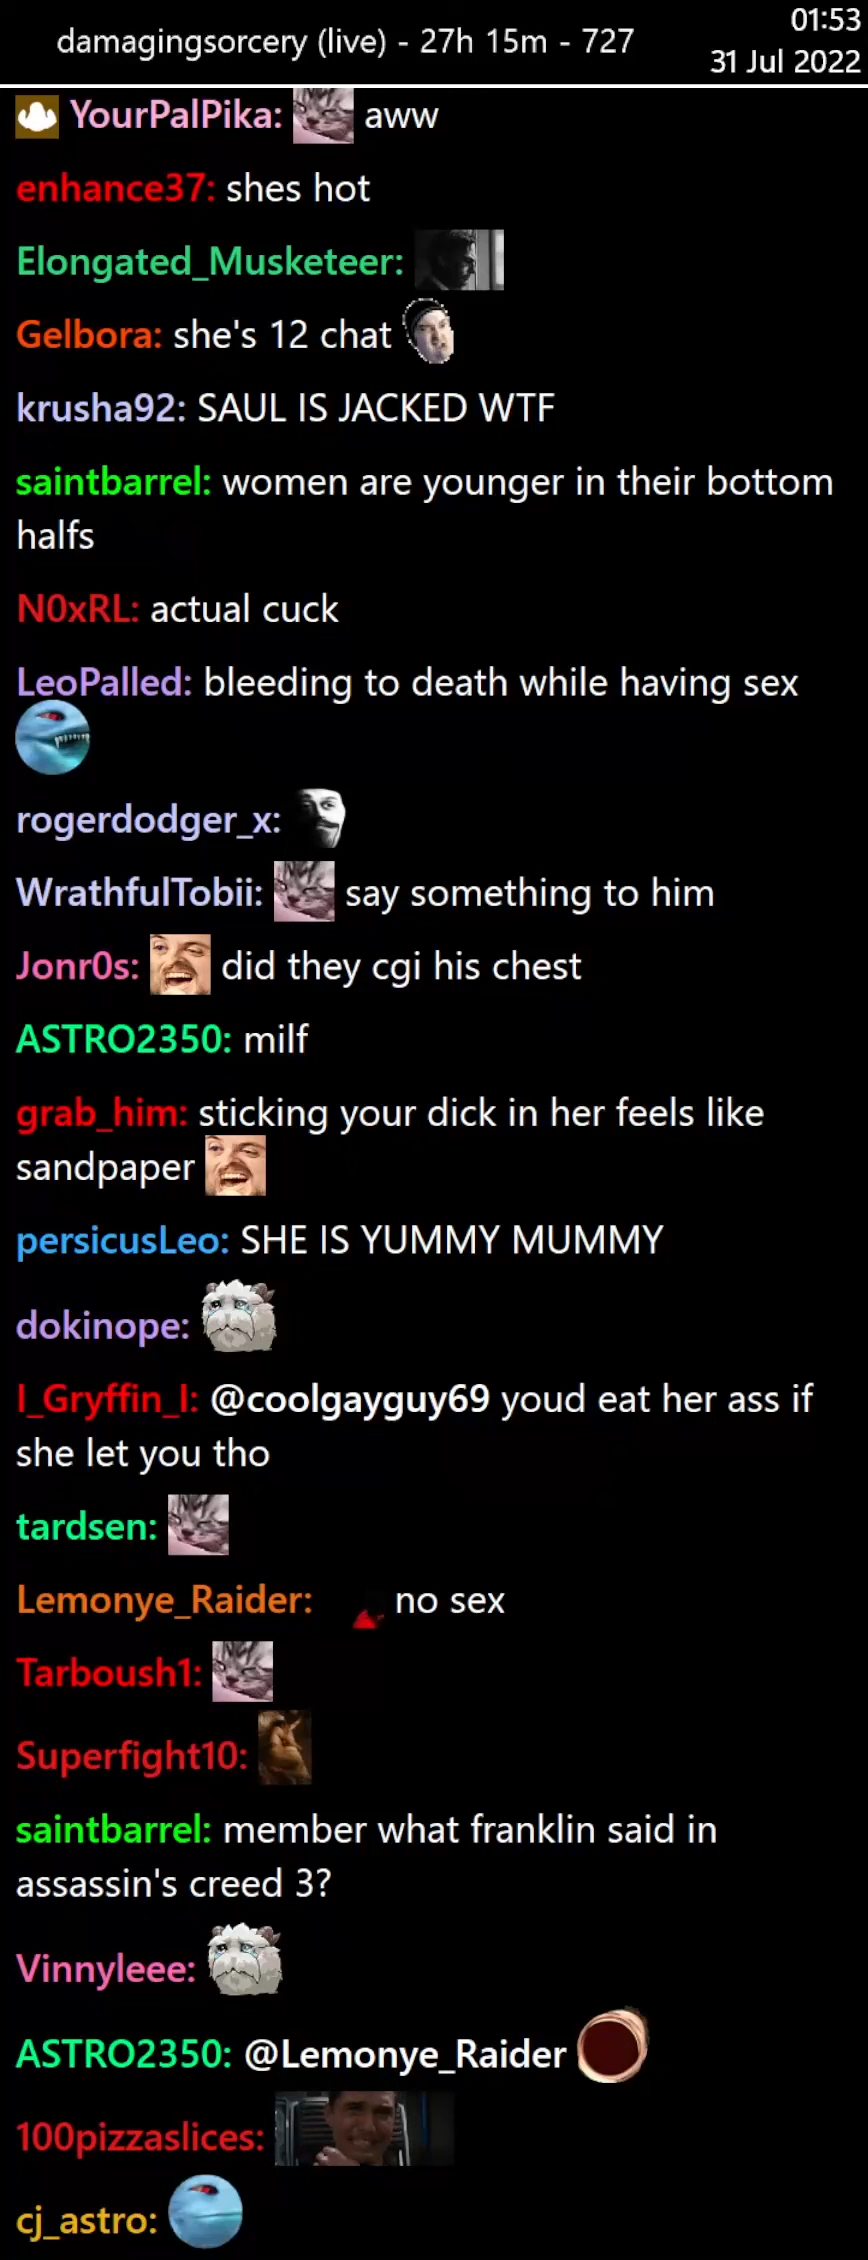 damagingsorcery (live) - 27h 15m - 727
01:53
31 Jul 2022
YourPalPika: aww
enhance37: shes hot
Elongated_Musketeer:
Gelbora: she's 12 chat
krusha92: SAUL IS JACKED WTF
saintbarrel: women are younger in their bottom
halfs
N0xRL: actual cuck
LeoPalled: bleeding to death while having sex
rogerdodger_x:
WrathfulTobii: say something to him
Jonr0s: did they cgi his chest
ASTRO2350: milf
grab_him: sticking your dick in her feels like
sandpaper
persicusLeo: SHE IS YUMMY MUMMY
dokinope:
I_Gryffin_I: @coolgayguy69 youd eat her ass if
she let you tho
tardsen:
Lemonye_Raider: no sex
Tarboush1:
Superfight10:
saintbarrel: member what franklin said in
assassin's creed 3?
Vinnyleee:
ASTRO2350: @Lemonye_Raider
100pizzaslices:
cj_astro: